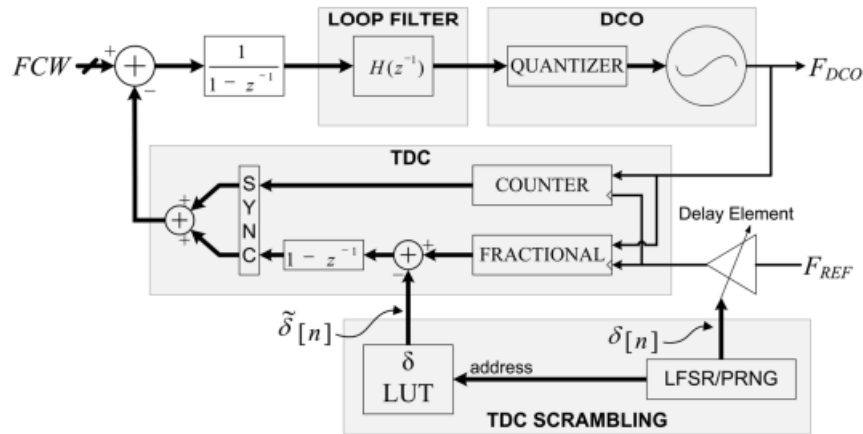 LOOP FILTER
DCO
FCW
+
+
−
1
1 − z⁻¹
H(z⁻¹)
QUANTIZER
F_DCO
TDC
S
Y
N
C
COUNTER
+
+
+
1 − z⁻¹
+
−
FRACTIONAL
Delay Element
F_REF
δ̃[n]
δ[n]
δ
LUT
address
LFSR/PRNG
TDC SCRAMBLING